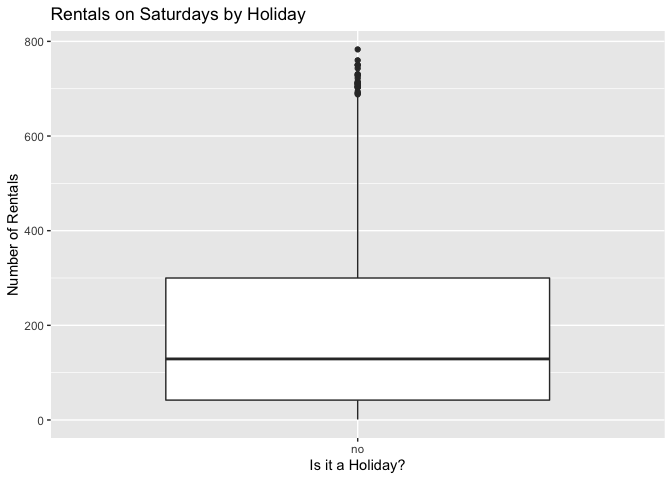 Rentals on Saturdays by Holiday
800
600
400
200
0
Number of Rentals
no
Is it a Holiday?